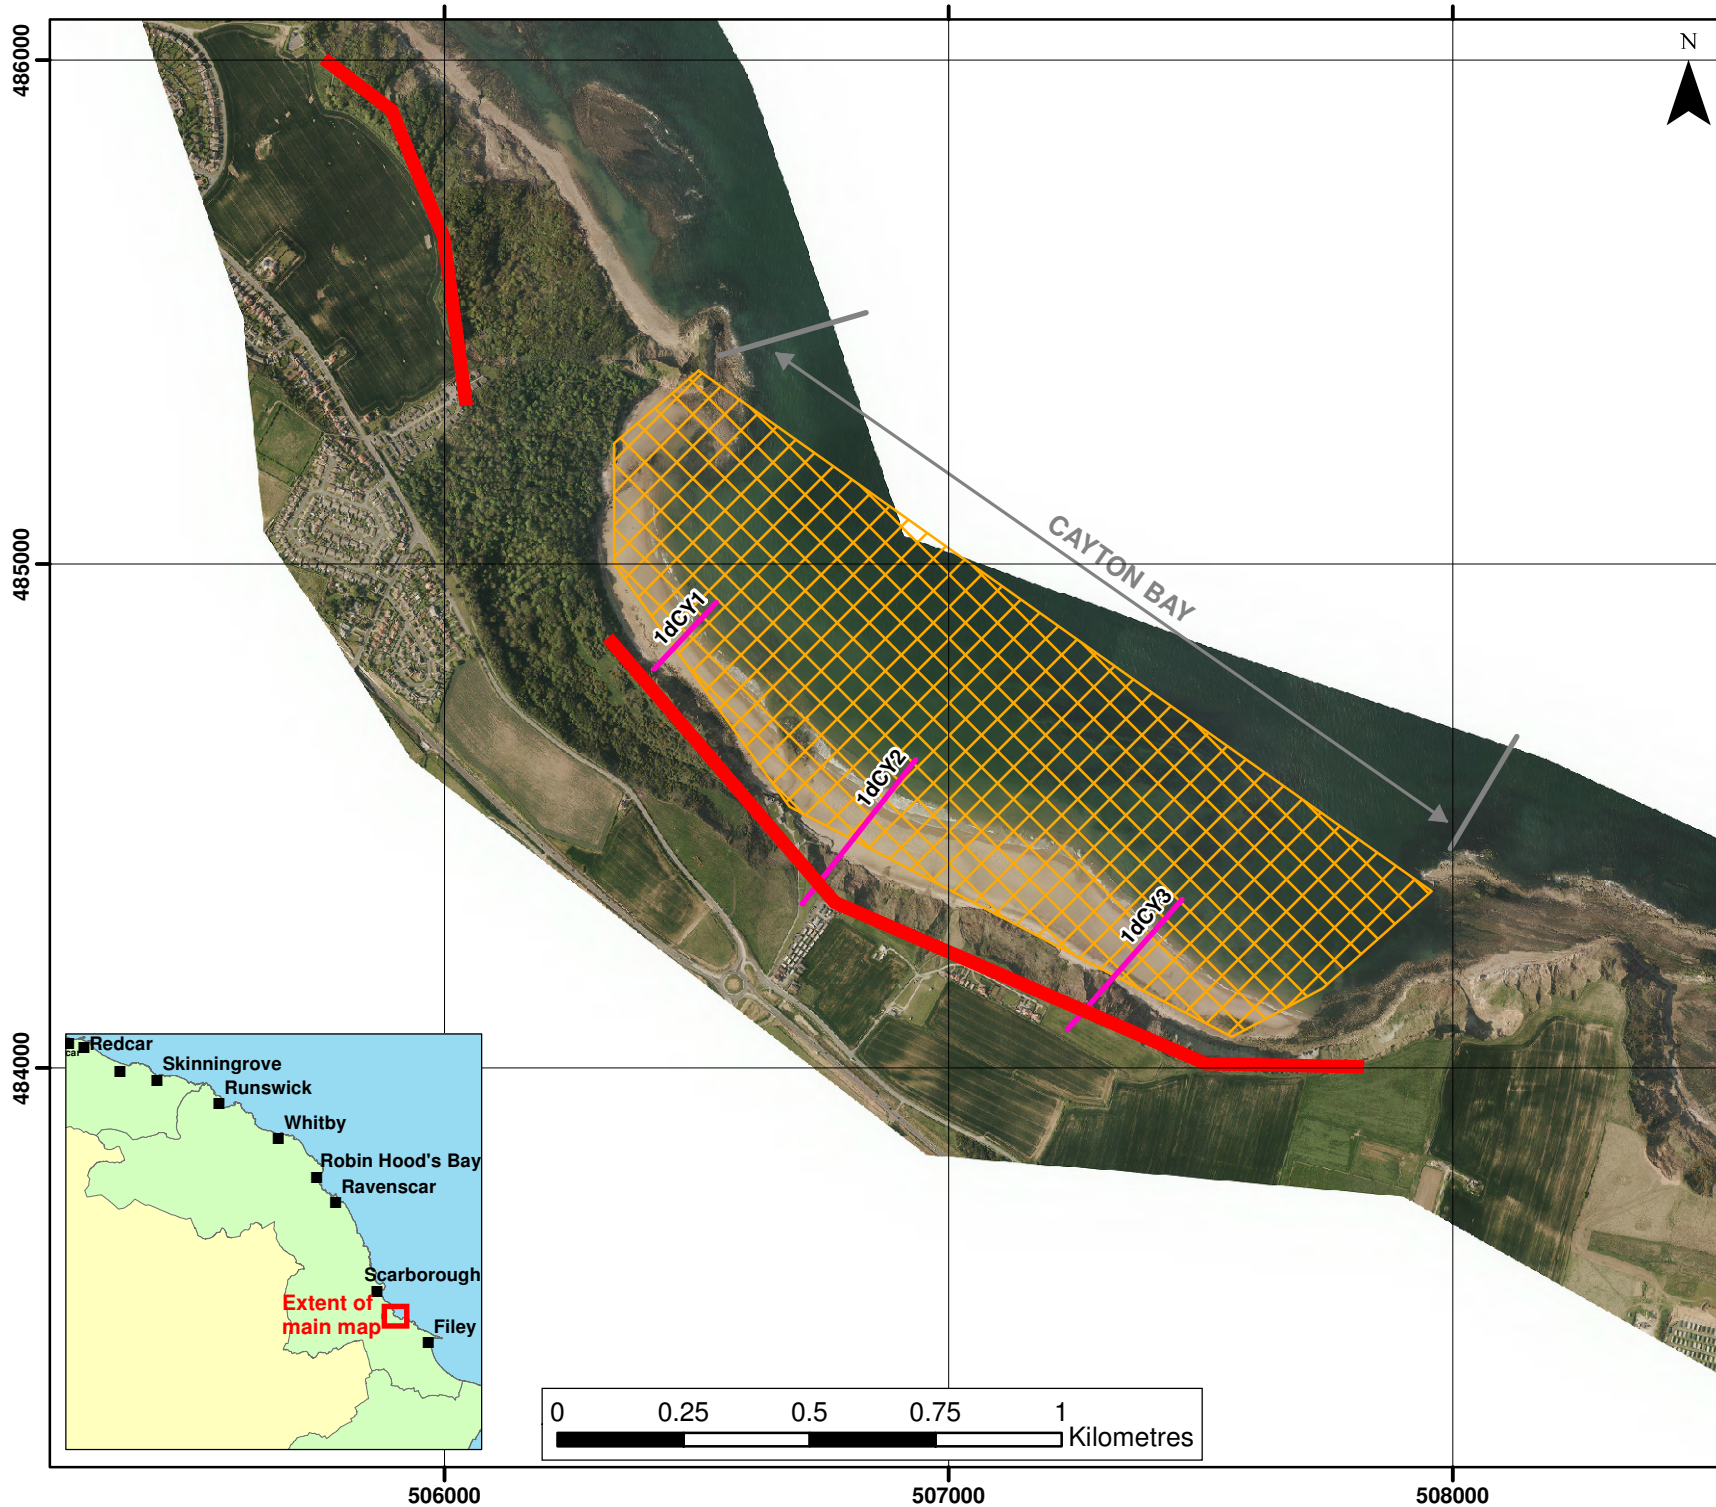 N
486000
485000
484000
CAYTON BAY
1dCY1
1dCY2
1dCY3
Redcar
car
Skinningrove
Runswick
Whitby
Robin Hood's Bay
Ravenscar
Scarborough
Extent of
main map
Filey
0 0.25 0.5 0.75 1
Kilometres
506000 507000 508000